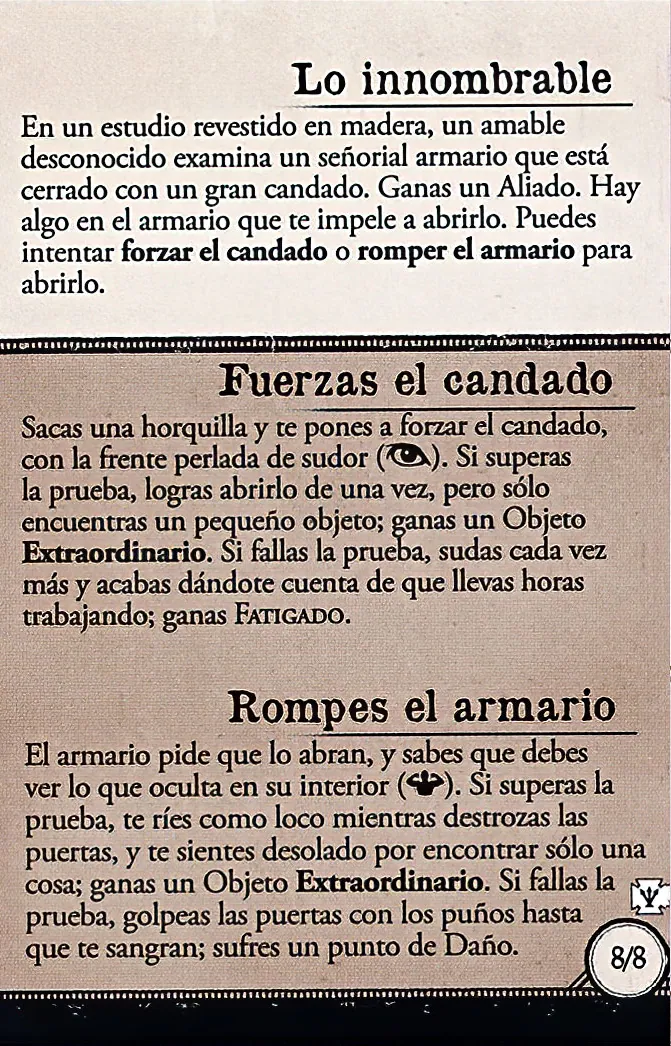 Lo innombrable
En un estudio revestido en madera, un amable
desconocido examina un señorial armario que está
cerrado con un gran candado. Ganas un Aliado. Hay
algo en el armario que te impele a abrirlo. Puedes
intentar forzar el candado o romper el armario para
abrirlo.
Fuerzas el candado
Sacas una horquilla y te pones a forzar el candado,
con la frente perlada de sudor (). Si superas
la prueba, logras abrirlo de una vez, pero sólo
encuentras un pequeño objeto; ganas un Objeto
Extraordinario. Si fallas la prueba, sudas cada vez
más y acabas dándote cuenta de que llevas horas
trabajando; ganas FATIGADO.
Rompes el armario
El armario pide que lo abran, y sabes que debes
ver lo que oculta en su interior (). Si superas la
prueba, te ríes como loco mientras destrozas las
puertas, y te sientes desolado por encontrar sólo una
cosa; ganas un Objeto Extraordinario. Si fallas la
prueba, golpeas las puertas con los puños hasta
que te sangran; sufres un punto de Daño.
8/8